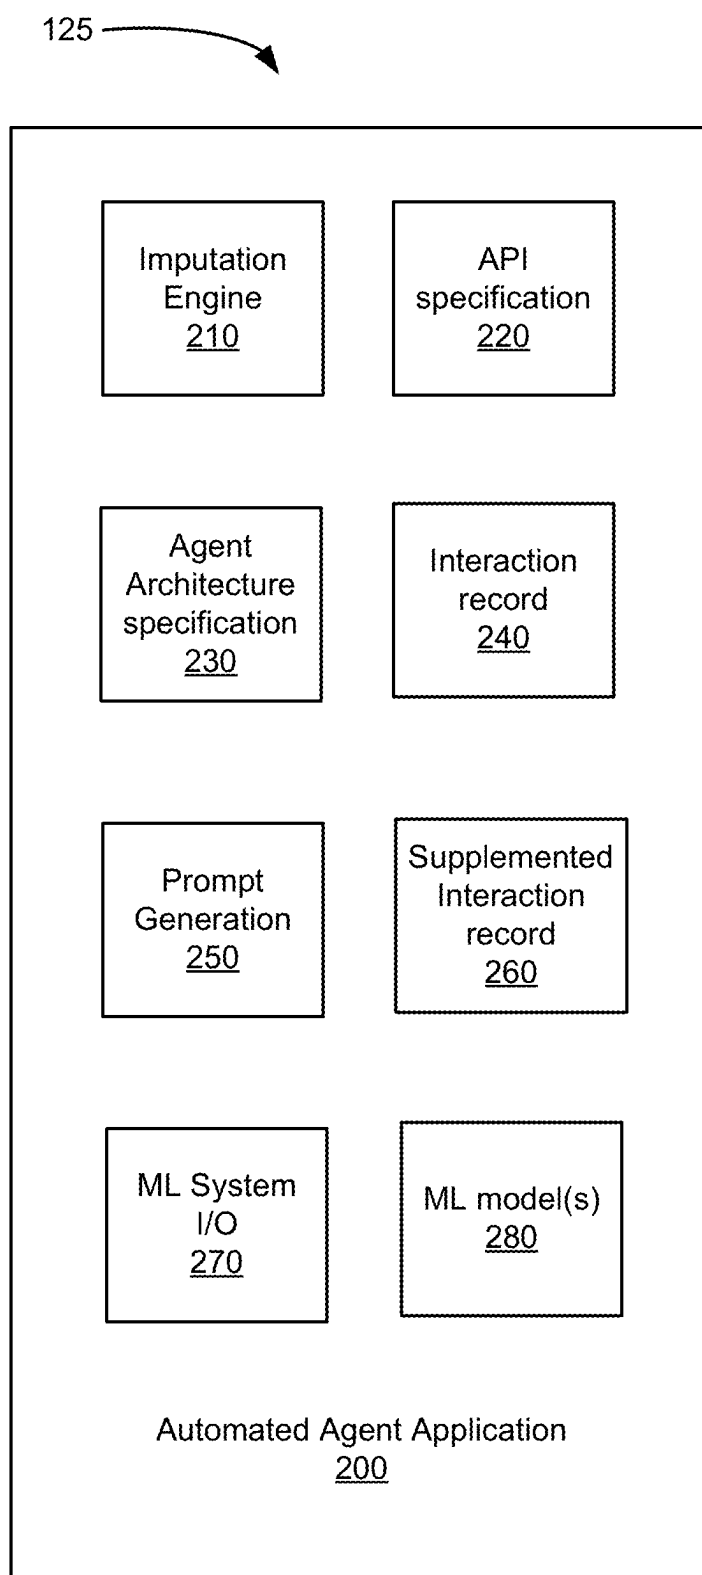 125
Imputation
Engine
210
API
specification
220
Agent
Architecture
specification
230
Interaction
record
240
Prompt
Generation
250
Supplemented
Interaction
record
260
ML System
I/O
270
ML model(s)
280
Automated Agent Application
200